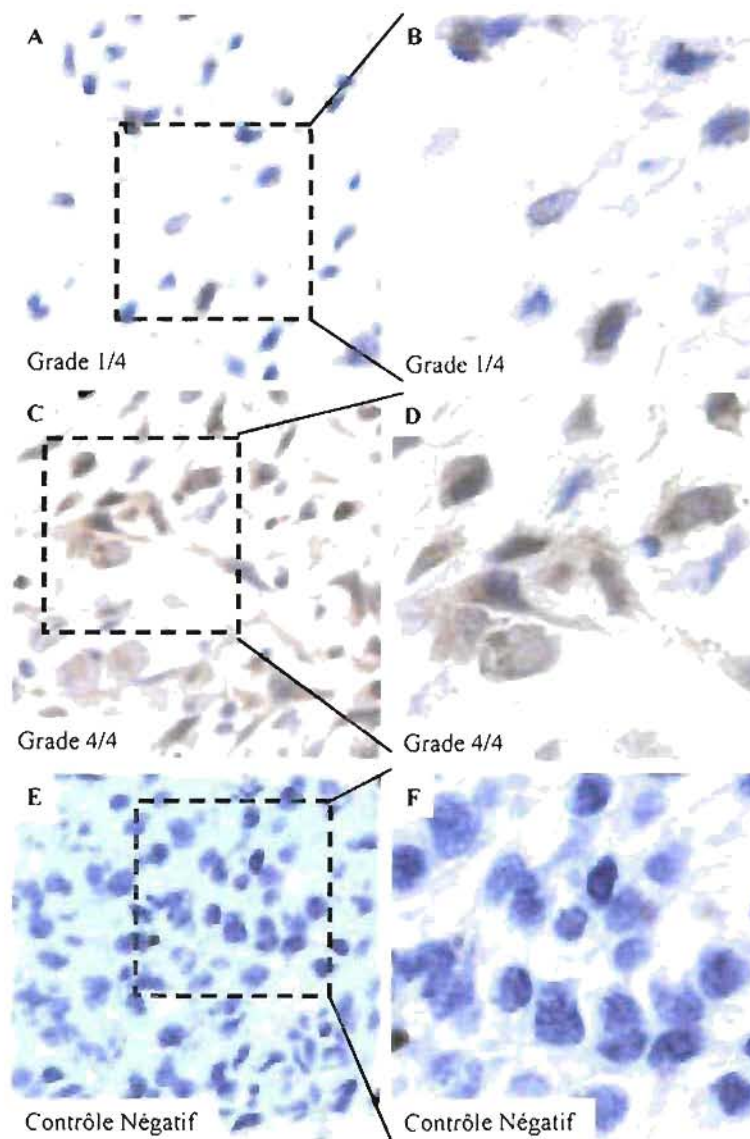 A
B
Grade 1/4
Grade 1/4
C
D
Grade 4/4
Grade 4/4
E
F
Contrôle Négatif
Contrôle Négatif